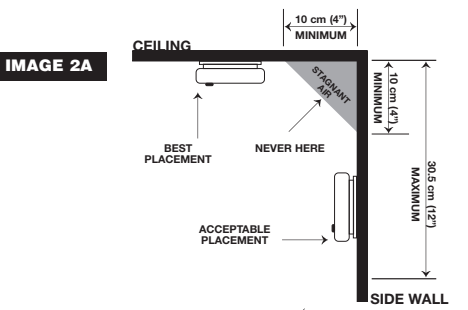 IMAGE 2A
CEILING
10 cm (4")
MINIMUM
STAGNANT
AIR
10 cm (4")
MINIMUM
BEST
PLACEMENT
NEVER HERE
30.5 cm (12")
MAXIMUM
ACCEPTABLE
PLACEMENT
SIDE WALL